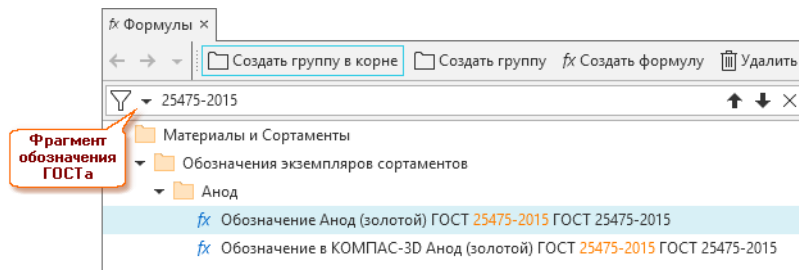 fx Формулы ×
Создать группу в корне Создать группу fx Создать формулу Удалить
25475-2015
Фрагмент
обозначения
ГОСТа
Материалы и Сортаменты
Обозначения экземпляров сортаментов
Анод
fx Обозначение Анод (золотой) ГОСТ 25475-2015 ГОСТ 25475-2015
fx Обозначение в КОМПАС-3D Анод (золотой) ГОСТ 25475-2015 ГОСТ 25475-2015